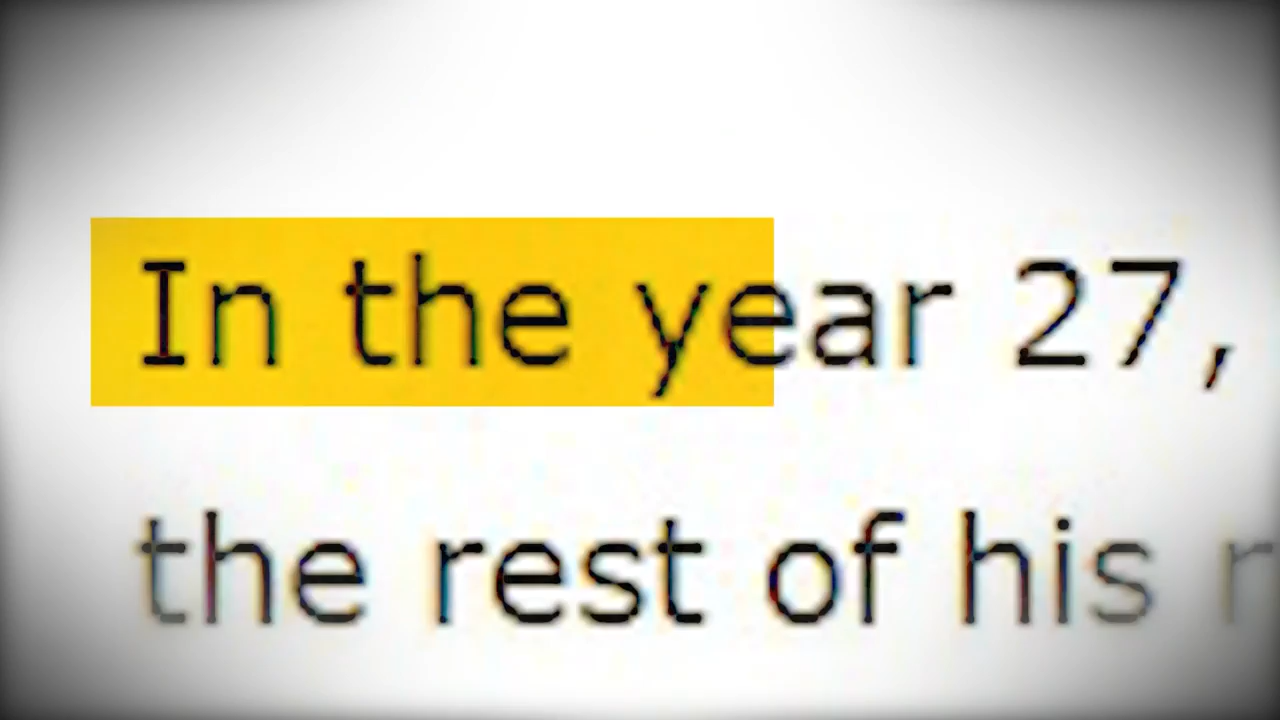 In the year 27,
the rest of his